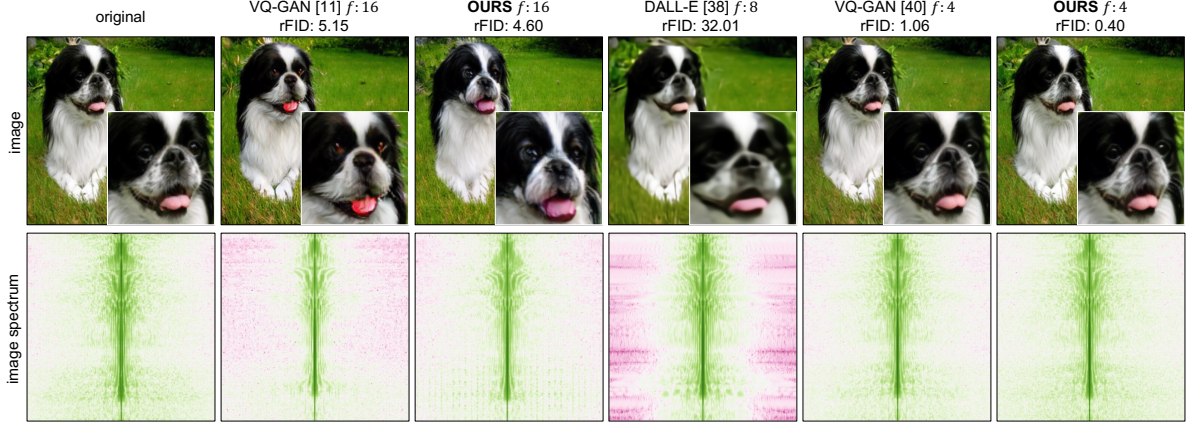 original
VQ-GAN [11] f:16
rFID: 5.15
OURS f:16
rFID: 4.60
DALL-E [38] f:8
rFID: 32.01
VQ-GAN [40] f:4
rFID: 1.06
OURS f:4
rFID: 0.40
image
image spectrum